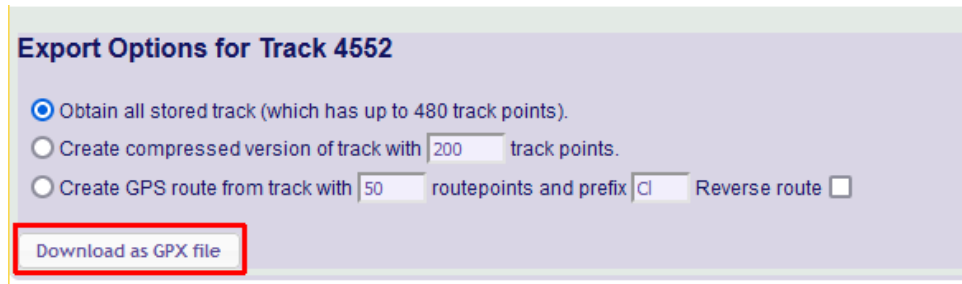 Export Options for Track 4552
Obtain all stored track (which has up to 480 track points).
Create compressed version of track with 200 track points.
Create GPS route from track with 50 routepoints and prefix Cl Reverse route
Download as GPX file